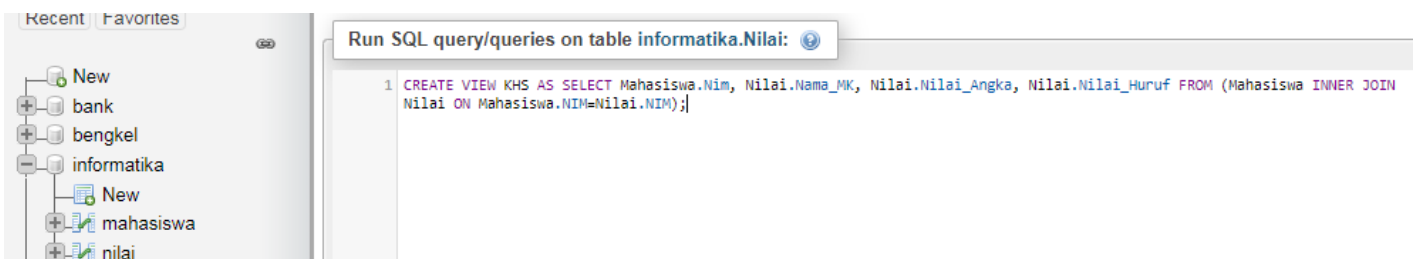 Recent Favorites
New
bank
bengkel
informatika
New
mahasiswa
nilai
Run SQL query/queries on table informatika.Nilai:
1 CREATE VIEW KHS AS SELECT Mahasiswa.Nim, Nilai.Nama_MK, Nilai.Nilai_Angka, Nilai.Nilai_Huruf FROM (Mahasiswa INNER JOIN
Nilai ON Mahasiswa.NIM=Nilai.NIM);